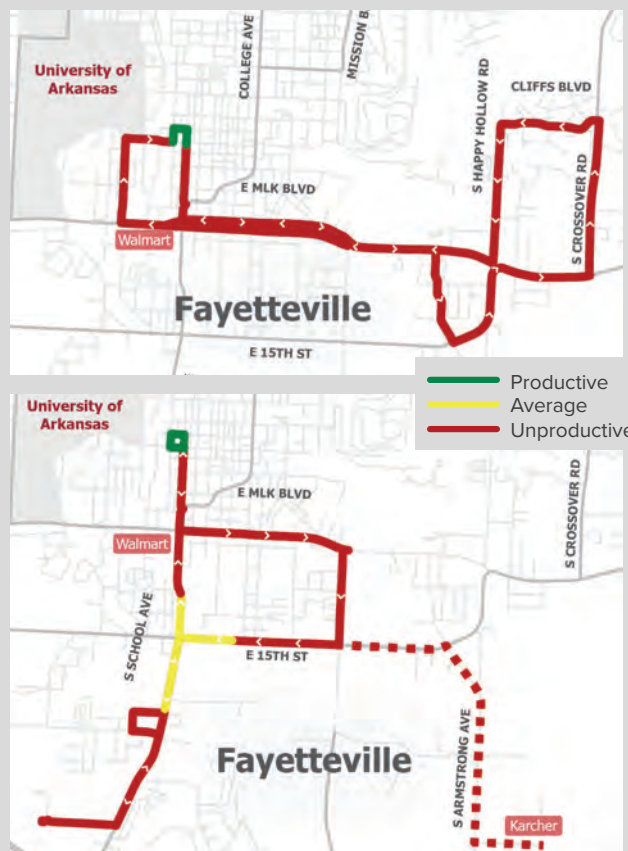 University of
Arkansas
COLLEGE AVE
MISSION B
S HAPPY HOLLOW RD
CLIFFS BLVD
S CROSSOVER RD
E MLK BLVD
Walmart
Fayetteville
E 15TH ST
Productive
Average
Unproductive
University of
Arkansas
E MLK BLVD
Walmart
S CROSSOVER RD
S SCHOOL AVE
E 15TH ST
Fayetteville
S ARMSTRONG AVE
Karcher